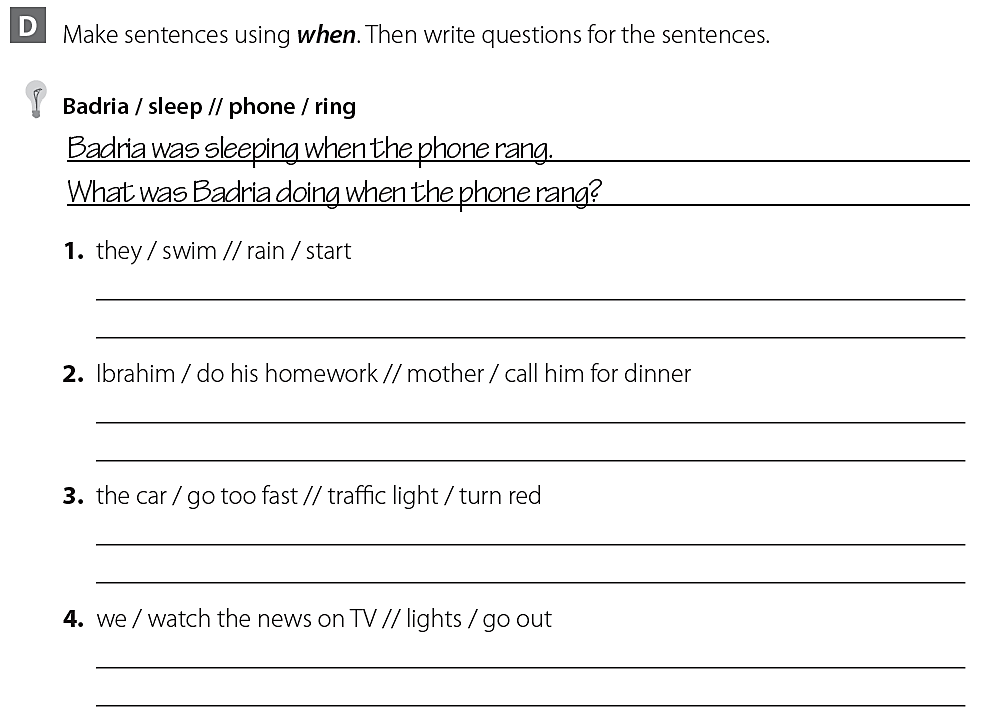 D Make sentences using when. Then write questions for the sentences.
Badria / sleep // phone / ring
Badria was sleeping when the phone rang.
What was Badria doing when the phone rang?
1. they / swim // rain / start
2. Ibrahim / do his homework // mother / call him for dinner
3. the car / go too fast // traffic light / turn red
4. we / watch the news on TV // lights / go out